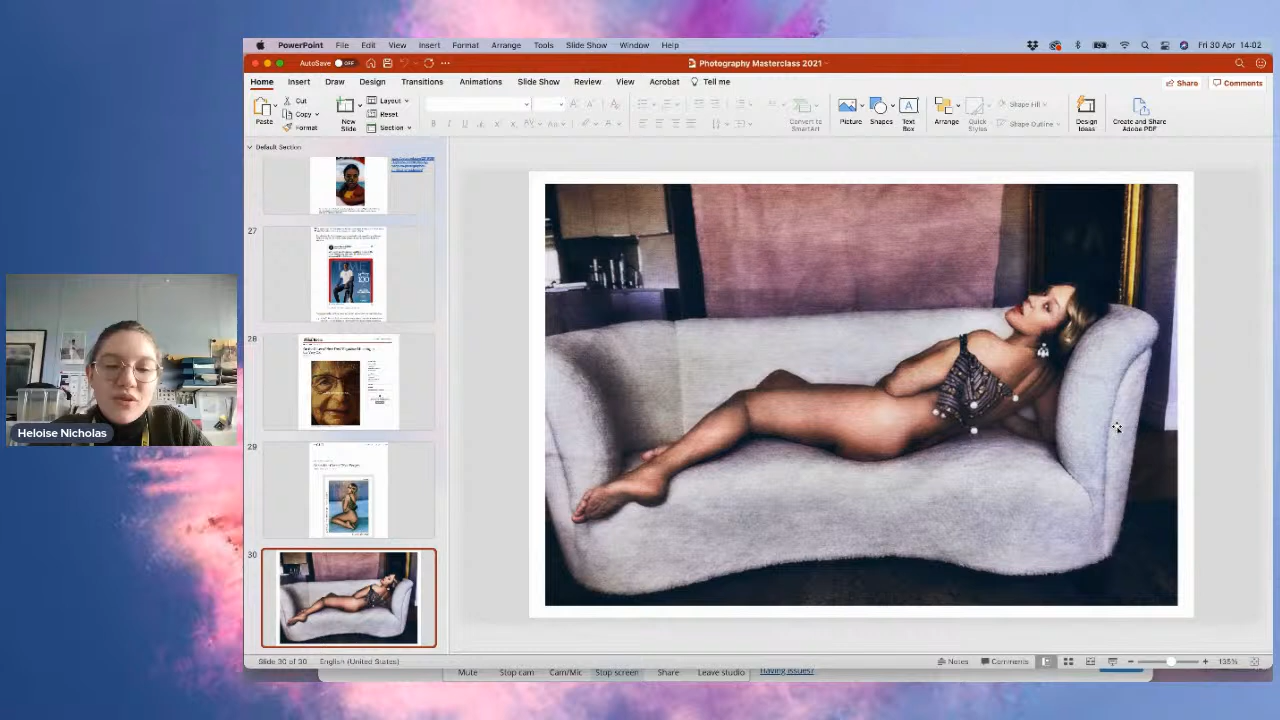 PowerPoint File Edit View Insert Format Arrange Tools Slide Show Window Help
Fri 30 Apr 14:02
AutoSave OFF
Photography Masterclass 2021
Home Insert Draw Design Transitions Animations Slide Show Review View Acrobat Tell me
Share Comments
Paste
Cut
Copy
Format
New Slide
Layout
Reset
Section
Convert to SmartArt
Picture
Shapes
Text Box
Arrange
Quick Styles
Shape Fill
Shape Outline
Design Ideas
Create and Share Adobe PDF
Default Section
27
TIME
100
28
29
30
Heloise Nicholas
Slide 30 of 30 English (United States)
Notes Comments 135%
Mute Stop cam Cam/Mic Stop screen Share Leave studio Having issues?